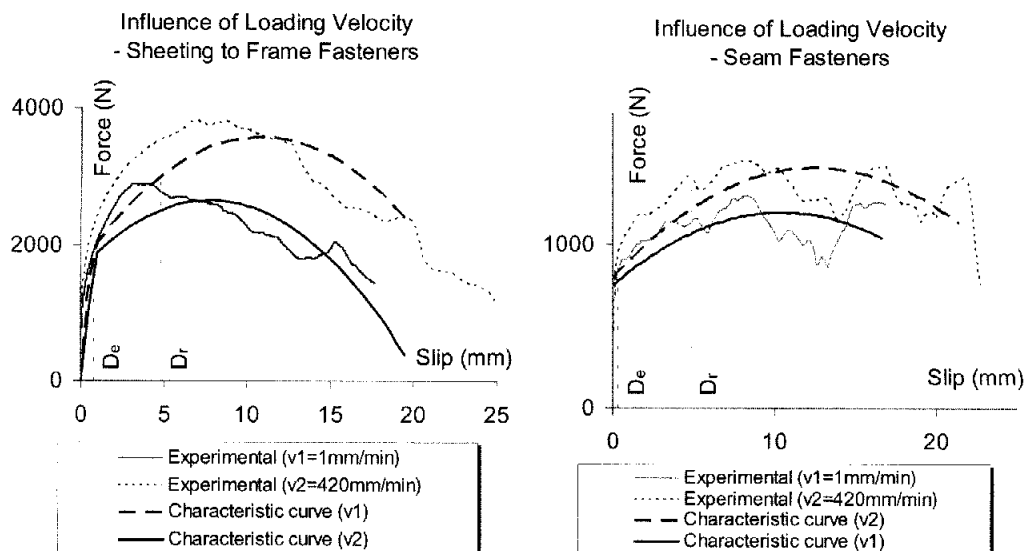 Influence of Loading Velocity
- Sheeting to Frame Fasteners
4000
2000
0
Force (N)
De
Dr
Slip (mm)
0 5 10 15 20 25
Experimental (v1=1mm/min)
Experimental (v2=420mm/min)
Characteristic curve (v1)
Characteristic curve (v2)
Influence of Loading Velocity
- Seam Fasteners
Force (N)
1000
0
De
Dr
Slip (mm)
0 10 20
Experimental (v1=1mm/min)
Experimental (v2=420mm/min)
Characteristic curve (v2)
Characteristic curve (v1)